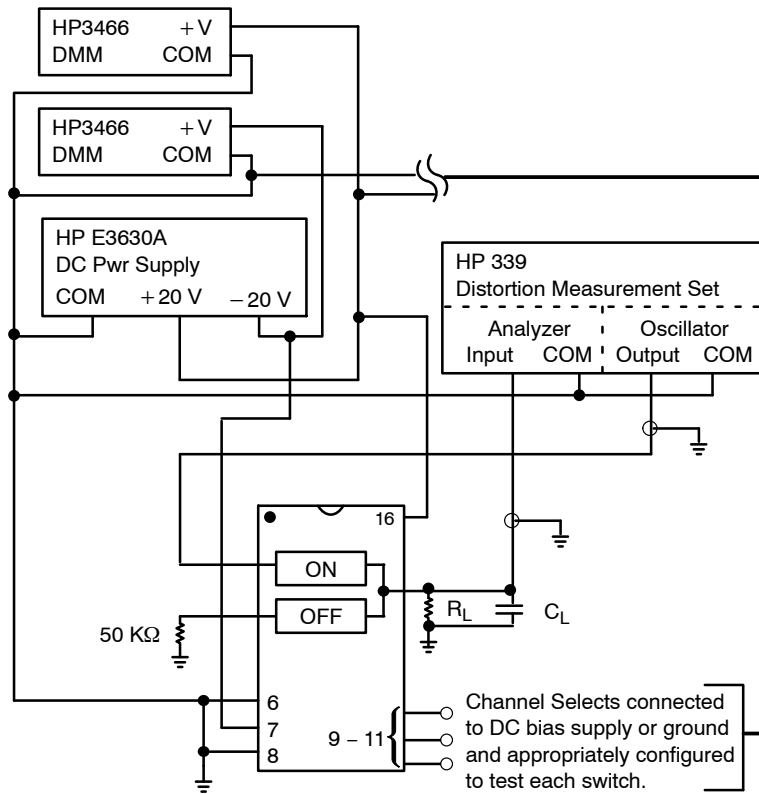 HP3466 +V
DMM COM
HP3466 +V
DMM COM
HP E3630A
DC Pwr Supply
COM +20 V −20 V
HP 339
Distortion Measurement Set
Analyzer Oscillator
Input COM Output COM
16
ON
OFF
50 KΩ
RL
CL
6
7
8
9 − 11
Channel Selects connected
to DC bias supply or ground
and appropriately configured
to test each switch.